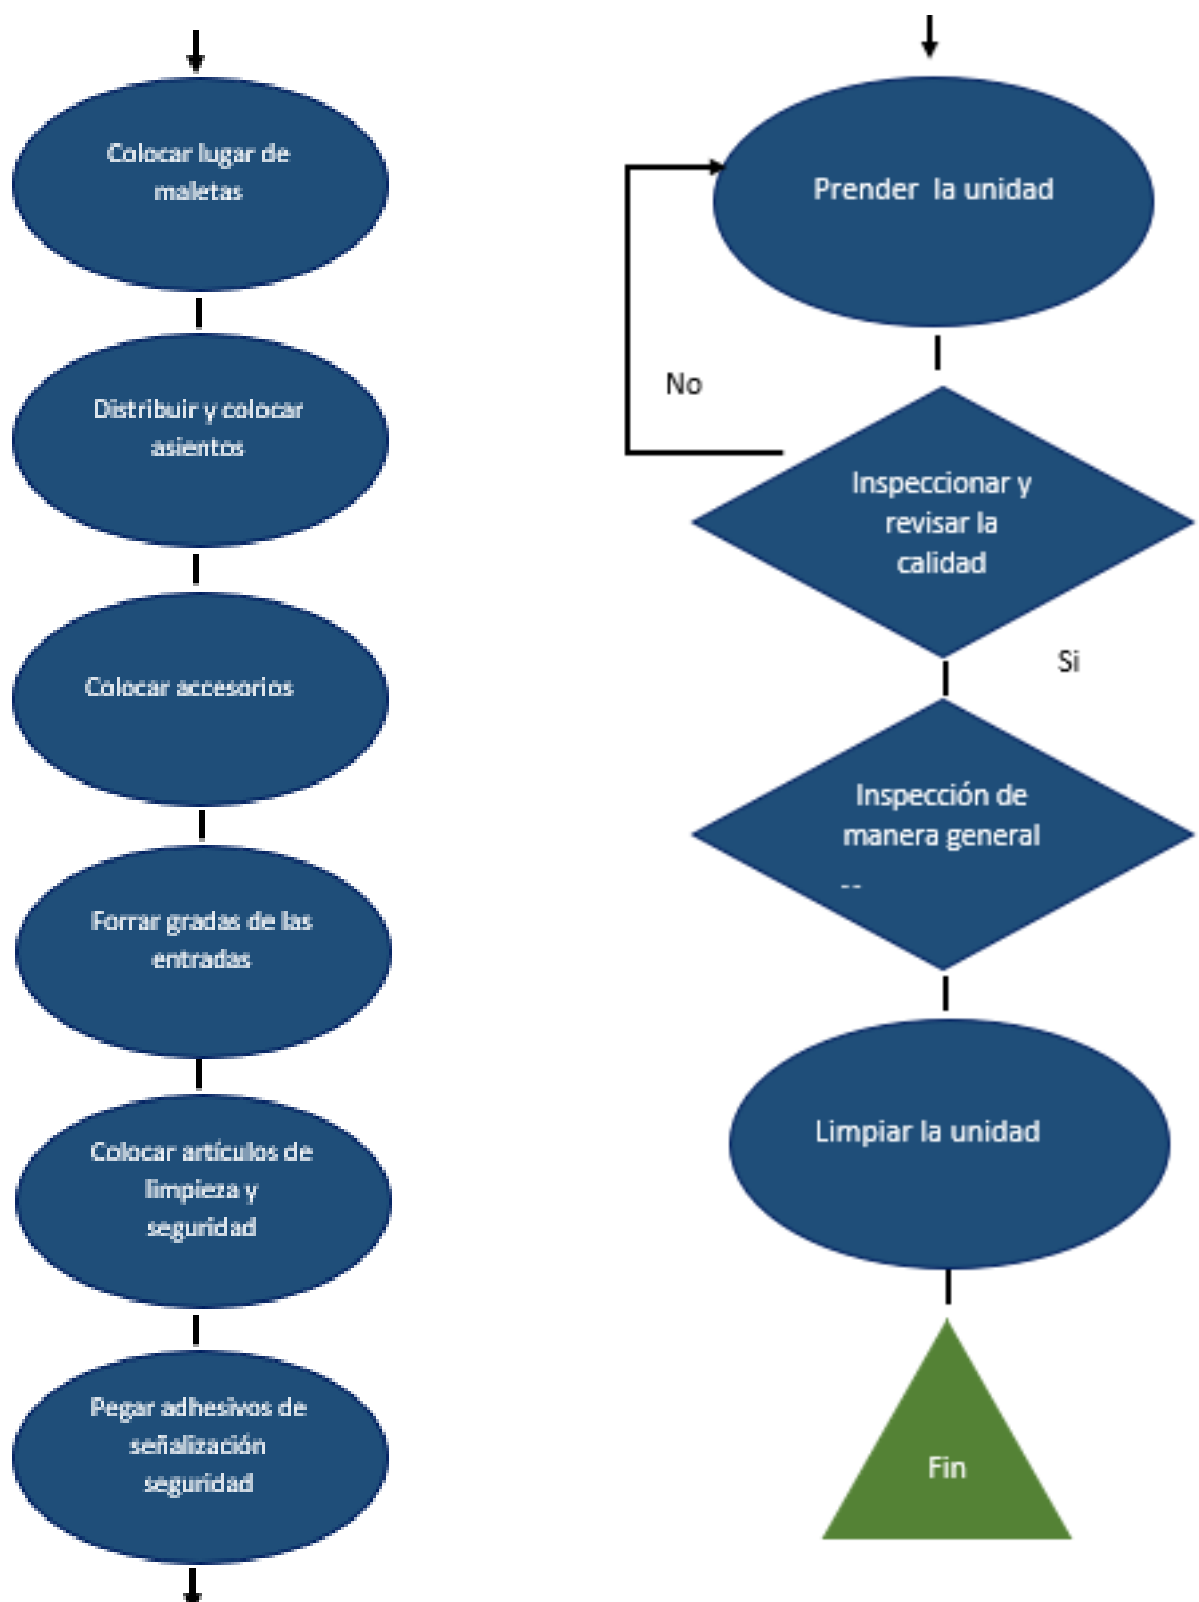 Colocar lugar de
maletas
Distribuir y colocar
asientos
Colocar accesorios
Forrar gradas de las
entradas
Colocar artículos de
limpieza y
seguridad
Pegar adhesivos de
señalización
seguridad
Prender la unidad
No
Inspeccionar y
revisar la
calidad
Si
Inspección de
manera general
--
Limpiar la unidad
Fin